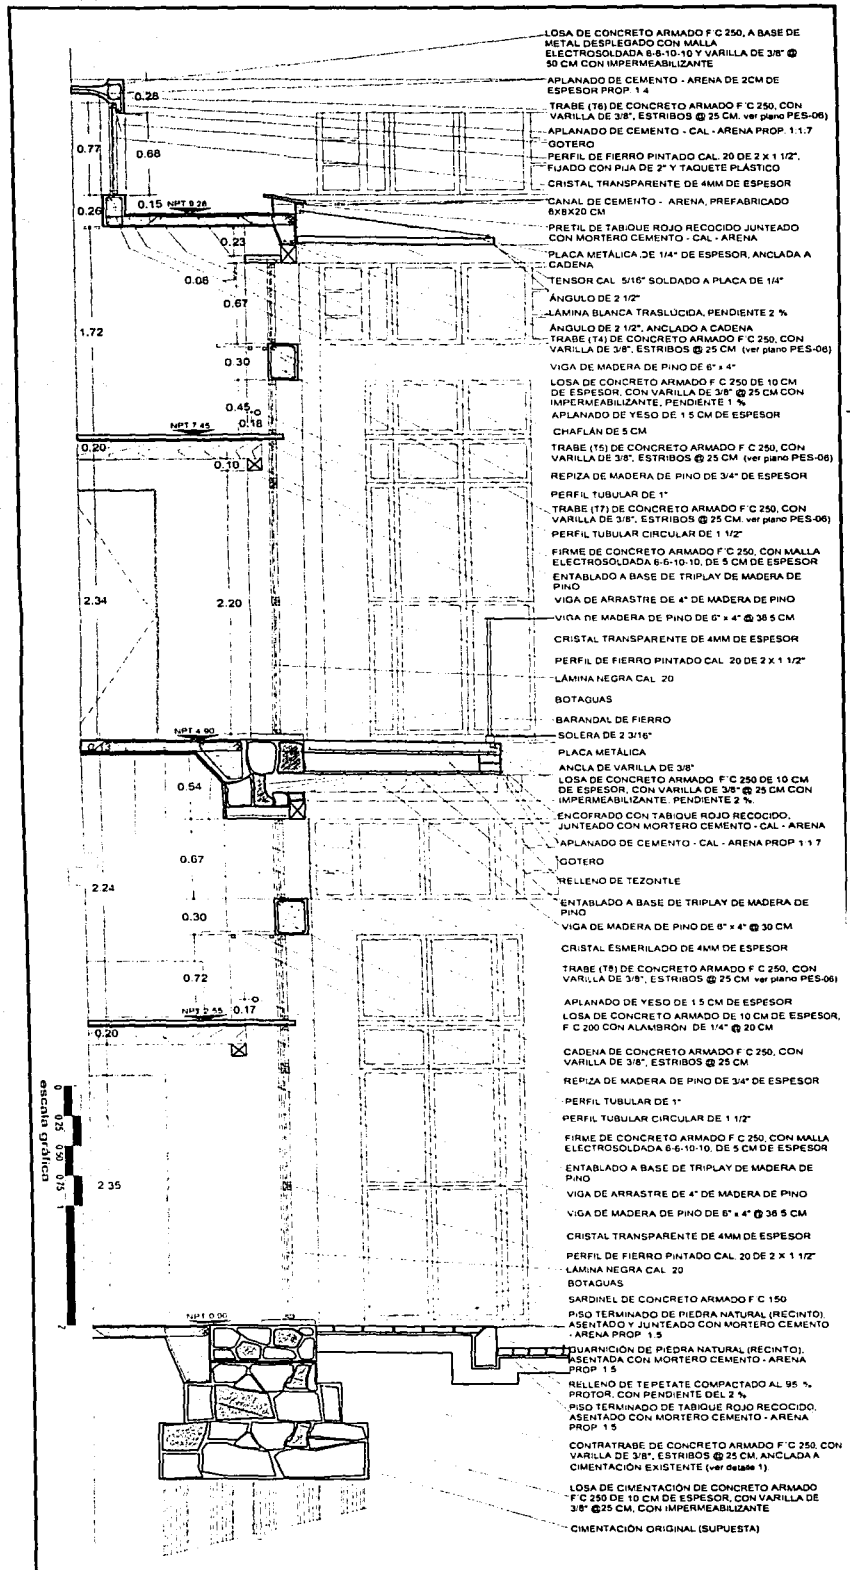 LOSA DE CONCRETO ARMADO F'C 250, A BASE DE
METAL DESPLEGADO CON MALLA
ELECTROSOLDADA 6-6-10-10 Y VARILLA DE 3/8" @
50 CM CON IMPERMEABILIZANTE
APLANADO DE CEMENTO - ARENA DE 2CM DE
ESPESOR PROP. 1:4
TRABE (T6) DE CONCRETO ARMADO F'C 250, CON
VARILLA DE 3/8", ESTRIBOS @ 25 CM. ver plano PES-06)
APLANADO DE CEMENTO - CAL - ARENA PROP. 1:1:7
GOTERO
PERFIL DE FIERRO PINTADO CAL. 20 DE 2 X 1 1/2",
FIJADO CON PIJA DE 2" Y TAQUETE PLÁSTICO
CRISTAL TRANSPARENTE DE 4MM DE ESPESOR
CANAL DE CEMENTO - ARENA, PREFABRICADO
8X8X20 CM
PRETIL DE TABIQUE ROJO RECOCIDO JUNTEADO
CON MORTERO CEMENTO - CAL - ARENA
PLACA METÁLICA DE 1/4" DE ESPESOR, ANCLADA A
CADENA
TENSOR CAL 5/16" SOLDADO A PLACA DE 1/4"
ÁNGULO DE 2 1/2"
LÁMINA BLANCA TRASLÚCIDA, PENDIENTE 2 %
ÁNGULO DE 2 1/2", ANCLADO A CADENA
TRABE (T4) DE CONCRETO ARMADO F'C 250, CON
VARILLA DE 3/8", ESTRIBOS @ 25 CM (ver plano PES-06)
VIGA DE MADERA DE PINO DE 6" x 4"
LOSA DE CONCRETO ARMADO F'C 250 DE 10 CM
DE ESPESOR, CON VARILLA DE 3/8" @ 25 CM CON
IMPERMEABILIZANTE, PENDIENTE 1 %
APLANADO DE YESO DE 1.5 CM DE ESPESOR
CHAFLÁN DE 5 CM
TRABE (T5) DE CONCRETO ARMADO F'C 250, CON
VARILLA DE 3/8", ESTRIBOS @ 25 CM (ver plano PES-06)
REPIZA DE MADERA DE PINO DE 3/4" DE ESPESOR
PERFIL TUBULAR DE 1"
TRABE (T7) DE CONCRETO ARMADO F'C 250, CON
VARILLA DE 3/8", ESTRIBOS @ 25 CM. ver plano PES-06)
PERFIL TUBULAR CIRCULAR DE 1 1/2"
FIRME DE CONCRETO ARMADO F'C 250, CON MALLA
ELECTROSOLDADA 6-6-10-10, DE 5 CM DE ESPESOR
ENTABLADO A BASE DE TRIPLAY DE MADERA DE
PINO
VIGA DE ARRASTRE DE 4" DE MADERA DE PINO
VIGA DE MADERA DE PINO DE 6" x 4" @ 38.5 CM
CRISTAL TRANSPARENTE DE 4MM DE ESPESOR
PERFIL DE FIERRO PINTADO CAL. 20 DE 2 X 1 1/2"
LÁMINA NEGRA CAL. 20
BOTAGUAS
BARANDAL DE FIERRO
SOLERA DE 2 3/16"
PLACA METÁLICA
ANCLA DE VARILLA DE 3/8"
LOSA DE CONCRETO ARMADO F'C 250 DE 10 CM
DE ESPESOR, CON VARILLA DE 3/8" @ 25 CM CON
IMPERMEABILIZANTE. PENDIENTE 2 %.
ENCOFRADO CON TABIQUE ROJO RECOCIDO,
JUNTEADO CON MORTERO CEMENTO - CAL - ARENA
APLANADO DE CEMENTO - CAL - ARENA PROP 1:1:7
GOTERO
RELLENO DE TEZONTLE
ENTABLADO A BASE DE TRIPLAY DE MADERA DE
PINO
VIGA DE MADERA DE PINO DE 6" x 4" @ 30 CM
CRISTAL ESMERILADO DE 4MM DE ESPESOR
TRABE (T8) DE CONCRETO ARMADO F'C 250, CON
VARILLA DE 3/8", ESTRIBOS @ 25 CM ver plano PES-06)
APLANADO DE YESO DE 1.5 CM DE ESPESOR
LOSA DE CONCRETO ARMADO DE 10 CM DE ESPESOR,
F'C 200 CON ALAMBRÓN DE 1/4" @ 20 CM
CADENA DE CONCRETO ARMADO F'C 250, CON
VARILLA DE 3/8", ESTRIBOS @ 25 CM
REPIZA DE MADERA DE PINO DE 3/4" DE ESPESOR
PERFIL TUBULAR DE 1"
PERFIL TUBULAR CIRCULAR DE 1 1/2"
FIRME DE CONCRETO ARMADO F'C 250, CON MALLA
ELECTROSOLDADA 6-6-10-10, DE 5 CM DE ESPESOR
ENTABLADO A BASE DE TRIPLAY DE MADERA DE
PINO
VIGA DE ARRASTRE DE 4" DE MADERA DE PINO
VIGA DE MADERA DE PINO DE 6" x 4" @ 38.5 CM
CRISTAL TRANSPARENTE DE 4MM DE ESPESOR
PERFIL DE FIERRO PINTADO CAL. 20 DE 2 X 1 1/2"
LÁMINA NEGRA CAL. 20
BOTAGUAS
SARDINEL DE CONCRETO ARMADO F'C 150
PISO TERMINADO DE PIEDRA NATURAL (RECINTO),
ASENTADO Y JUNTEADO CON MORTERO CEMENTO
- ARENA PROP. 1:5
GUARNICIÓN DE PIEDRA NATURAL (RECINTO),
ASENTADA CON MORTERO CEMENTO - ARENA
PROP 1:5
RELLENO DE TEPETATE COMPACTADO AL 95 %
PROTOR, CON PENDIENTE DEL 2 %
PISO TERMINADO DE TABIQUE ROJO RECOCIDO,
ASENTADO CON MORTERO CEMENTO - ARENA
PROP 1:5
CONTRATRABE DE CONCRETO ARMADO F'C 250, CON
VARILLA DE 3/8", ESTRIBOS @ 25 CM, ANCLADA A
CIMENTACIÓN EXISTENTE (ver detalle 1)
LOSA DE CIMENTACIÓN DE CONCRETO ARMADO
F'C 250 DE 10 CM DE ESPESOR, CON VARILLA DE
3/8" @25 CM, CON IMPERMEABILIZANTE
CIMENTACIÓN ORIGINAL (SUPUESTA)
0.28
0.77
0.68
0.15
NPT 9.28
0.26
0.23
0.08
0.67
1.72
0.30
0.45
0.18
NPT 7.45
0.20
0.10
2.34
2.20
NPT 4.90
0.13
0.54
0.67
2.24
0.30
0.72
0.17
NPT 2.55
0.20
2.35
NPT 0.00
escala gráfica
0
0.25
0.50
0.75
1
2